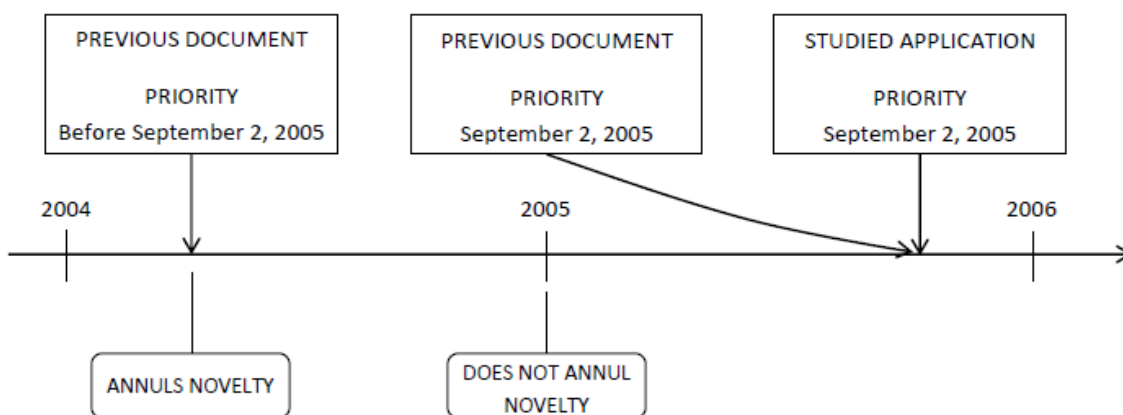 PREVIOUS DOCUMENT
PRIORITY
Before September 2, 2005
PREVIOUS DOCUMENT
PRIORITY
September 2, 2005
STUDIED APPLICATION
PRIORITY
September 2, 2005
2004
2005
2006
ANNULS NOVELTY
DOES NOT ANNUL
NOVELTY